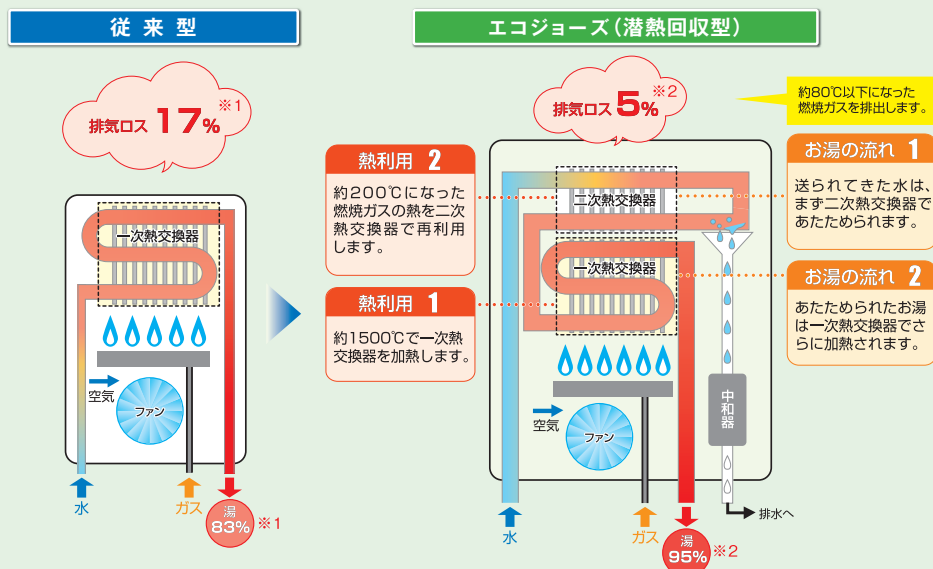 従来型
排気ロス 17% ※1
一次熱交換器
空気
ファン
水
ガス
湯
83% ※1
エコジョーズ(潜熱回収型)
排気ロス 5% ※2
約80℃以下になった
燃焼ガスを排出します。
熱利用 2
約200℃になった
燃焼ガスの熱を二次
熱交換器で再利用
します。
熱利用 1
約1500℃で一次熱
交換器を加熱します。
二次熱交換器
一次熱交換器
お湯の流れ 1
送られてきた水は、
まず二次熱交換器で
あたためられます。
お湯の流れ 2
あたためられたお湯
は一次熱交換器でさ
らに加熱されます。
中和器
空気
ファン
水
ガス
湯
95% ※2
排水へ